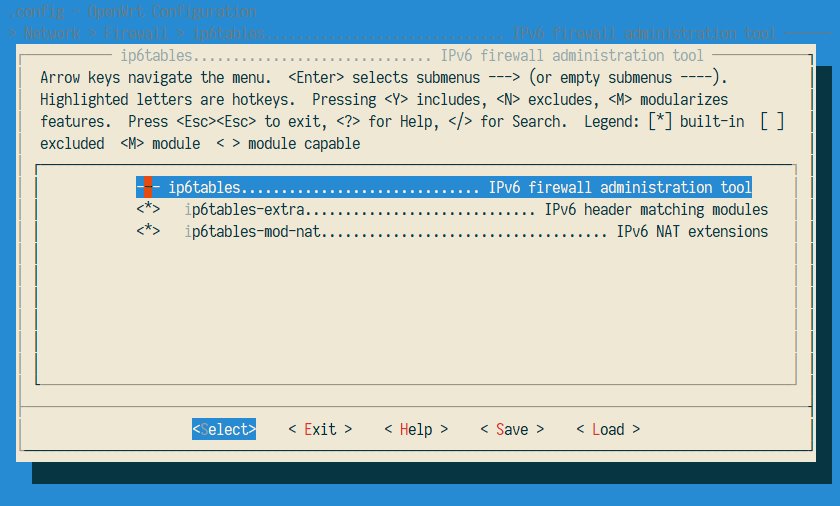 .config - OpenWrt Configuration
> Network > Firewall > ip6tables.............................. IPv6 firewall administration tool
ip6tables.............................. IPv6 firewall administration tool
Arrow keys navigate the menu.  <Enter> selects submenus ---> (or empty submenus ----).
Highlighted letters are hotkeys.  Pressing <Y> includes, <N> excludes, <M> modularizes
features.  Press <Esc><Esc> to exit, <?> for Help, </> for Search.  Legend: [*] built-in  [ ]
excluded  <M> module  < > module capable
--- ip6tables.............................. IPv6 firewall administration tool
<*>   ip6tables-extra............................. IPv6 header matching modules
<*>   ip6tables-mod-nat.................................... IPv6 NAT extensions
<Select>    < Exit >    < Help >    < Save >    < Load >